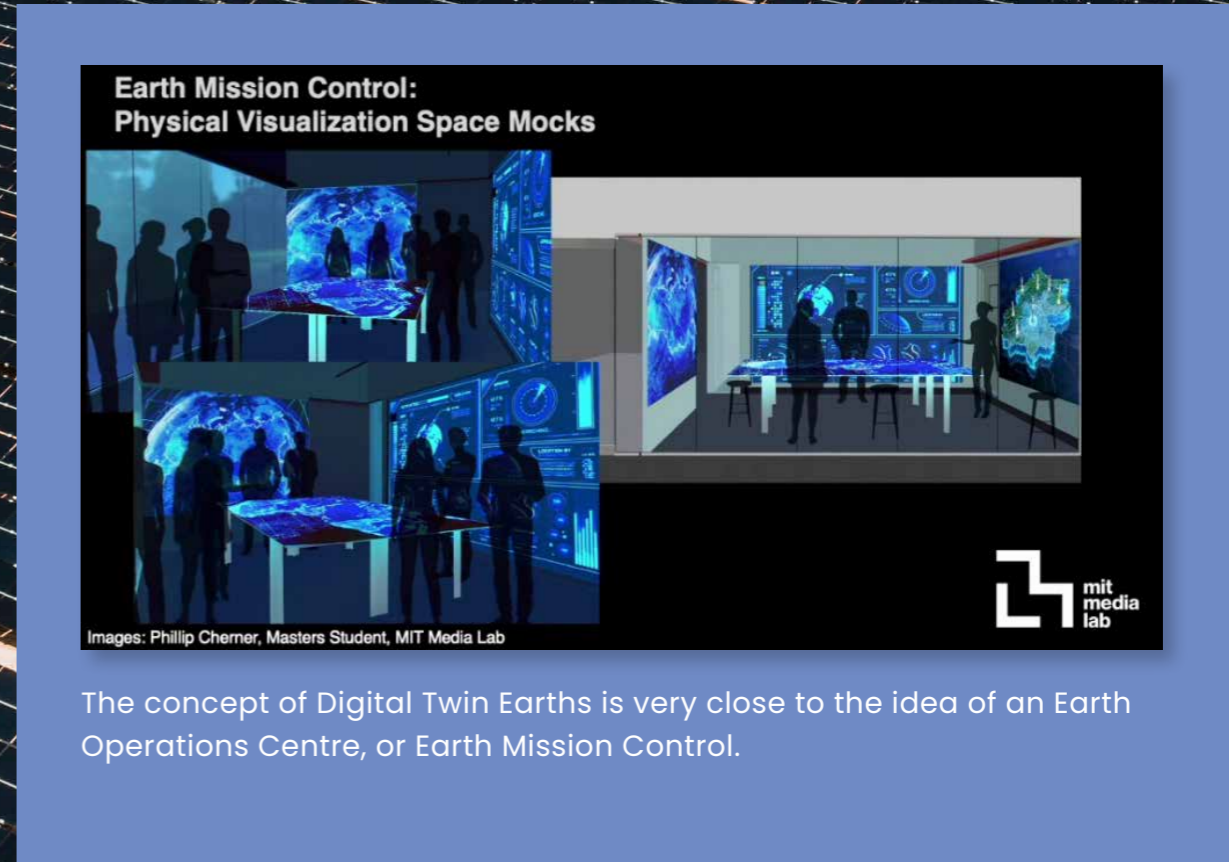 Earth Mission Control:
Physical Visualization Space Mocks
mit
media
lab
Images: Phillip Cherner, Masters Student, MIT Media Lab
The concept of Digital Twin Earths is very close to the idea of an Earth
Operations Centre, or Earth Mission Control.